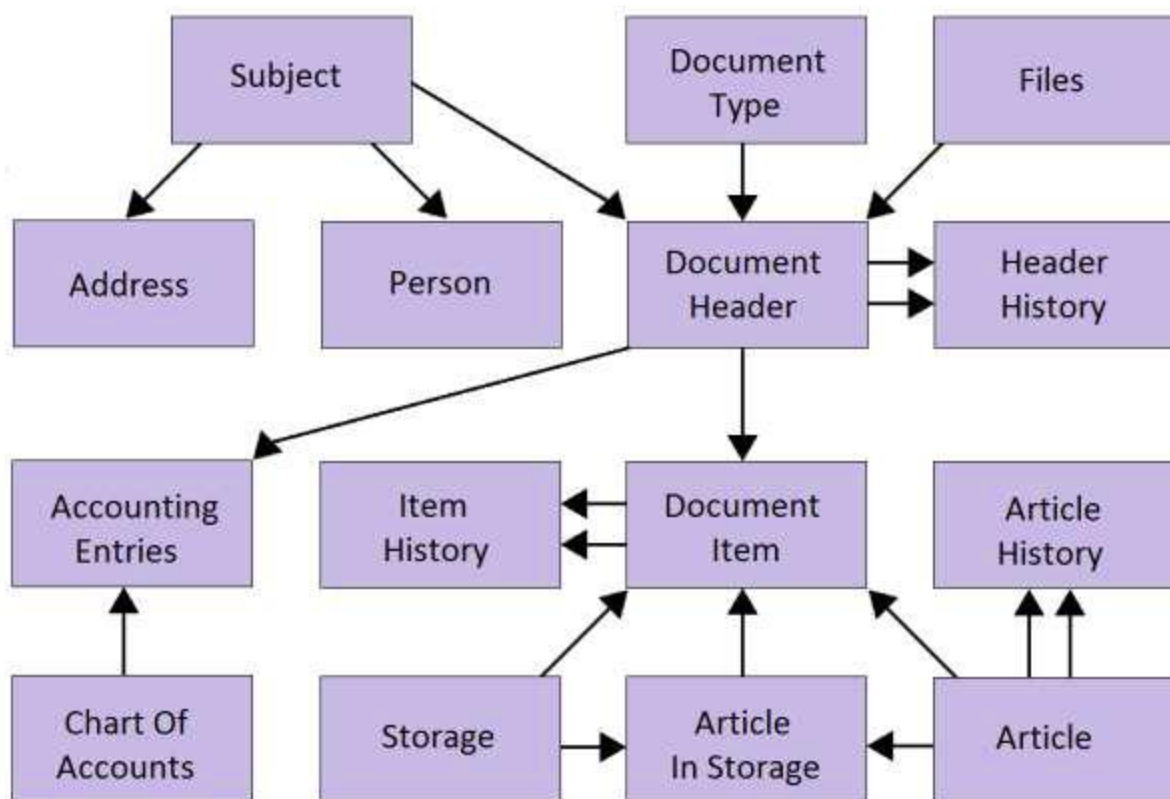 Subject
Document
Type
Files
Address
Person
Document
Header
Header
History
Accounting
Entries
Item
History
Document
Item
Article
History
Chart Of
Accounts
Storage
Article
In Storage
Article